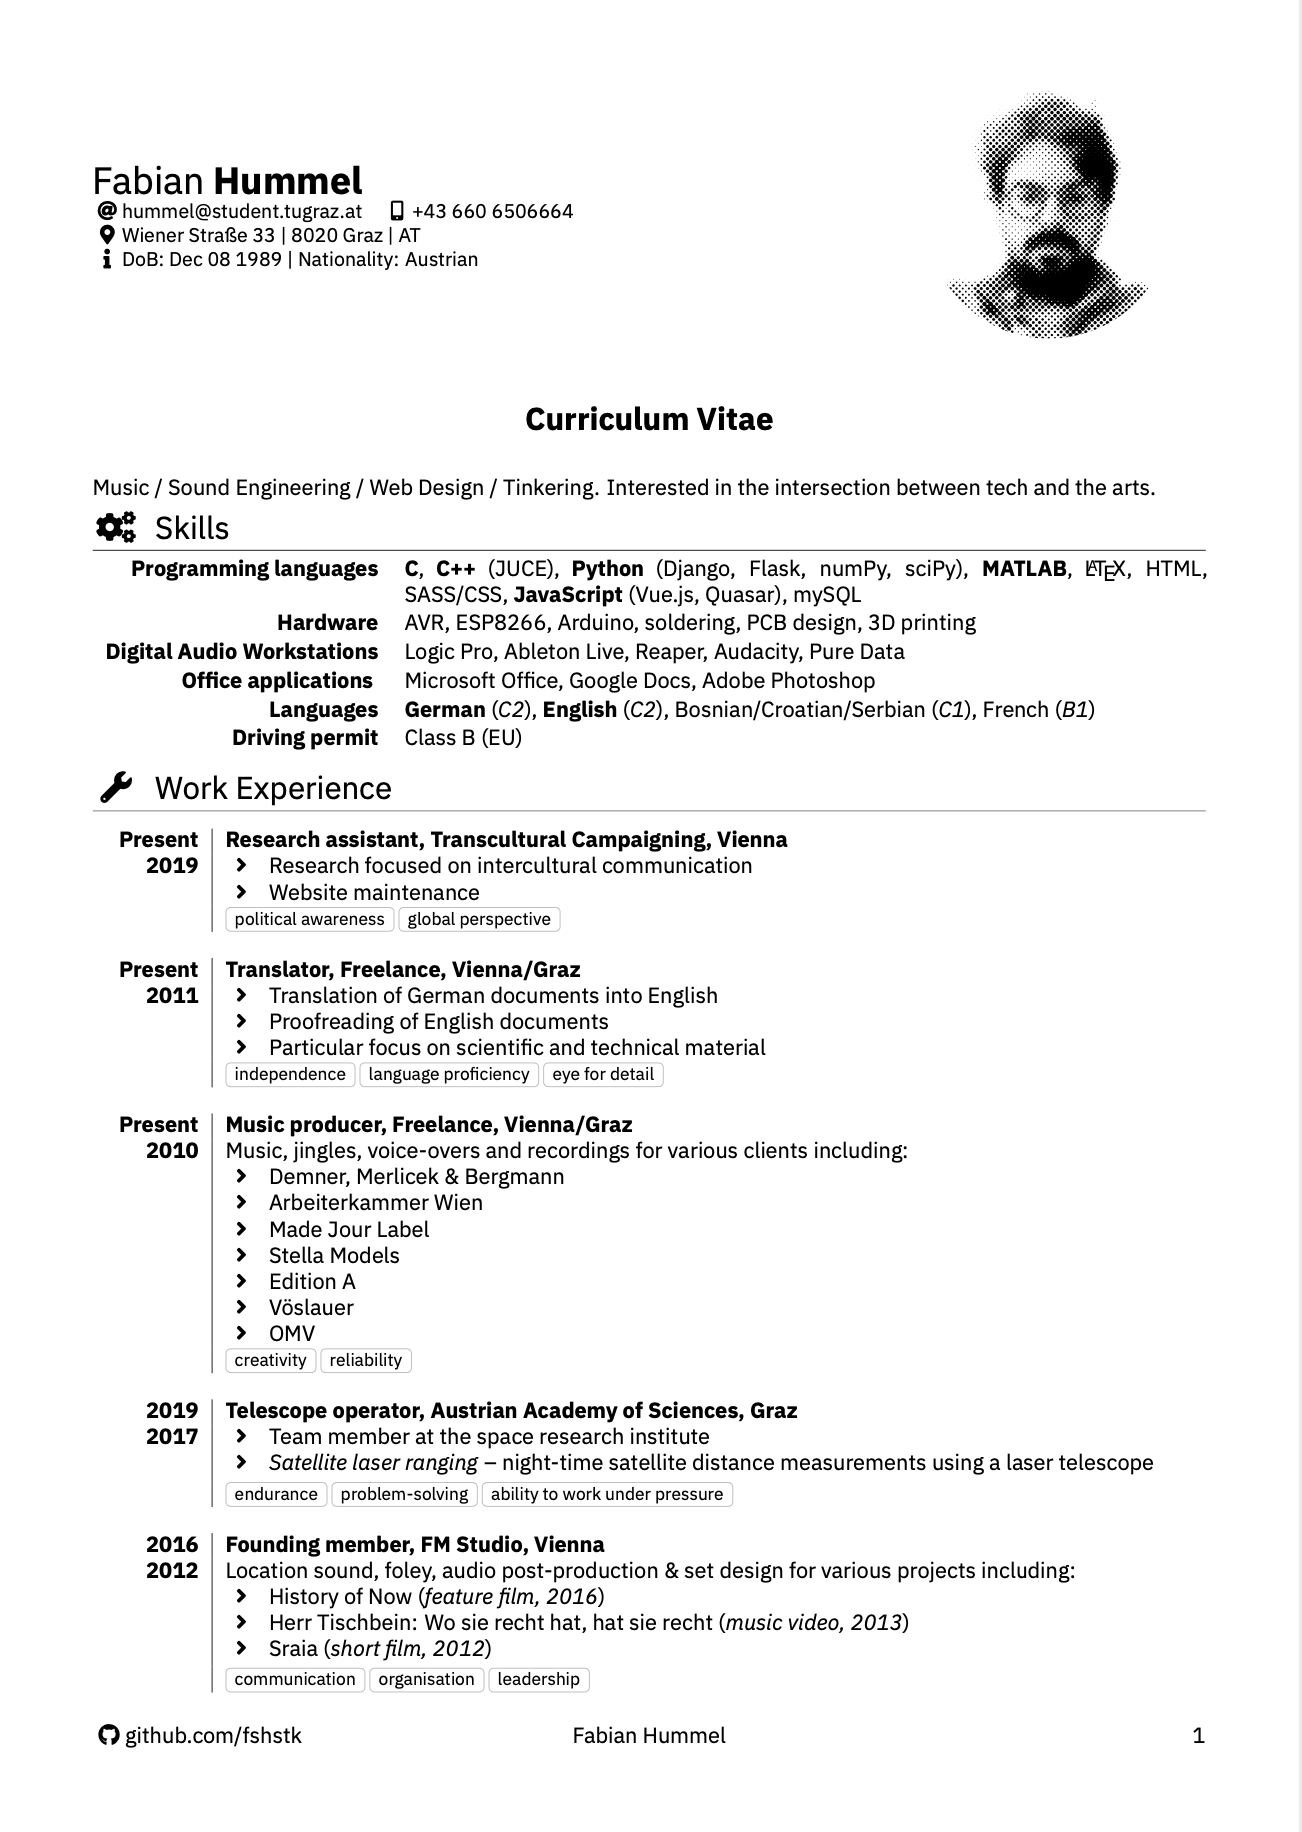 Fabian Hummel
hummel@student.tugraz.at +43 660 6506664
Wiener Straße 33 | 8020 Graz | AT
DoB: Dec 08 1989 | Nationality: Austrian
Curriculum Vitae
Music / Sound Engineering / Web Design / Tinkering. Interested in the intersection between tech and the arts.
Skills
Programming languages C, C++ (JUCE), Python (Django, Flask, numPy, sciPy), MATLAB, LATEX, HTML,
SASS/CSS, JavaScript (Vue.js, Quasar), mySQL
Hardware AVR, ESP8266, Arduino, soldering, PCB design, 3D printing
Digital Audio Workstations Logic Pro, Ableton Live, Reaper, Audacity, Pure Data
Office applications Microsoft Office, Google Docs, Adobe Photoshop
Languages German (C2), English (C2), Bosnian/Croatian/Serbian (C1), French (B1)
Driving permit Class B (EU)
Work Experience
Present Research assistant, Transcultural Campaigning, Vienna
2019 Research focused on intercultural communication
Website maintenance
political awareness global perspective
Present Translator, Freelance, Vienna/Graz
2011 Translation of German documents into English
Proofreading of English documents
Particular focus on scientific and technical material
independence language proficiency eye for detail
Present Music producer, Freelance, Vienna/Graz
2010 Music, jingles, voice-overs and recordings for various clients including:
Demner, Merlicek & Bergmann
Arbeiterkammer Wien
Made Jour Label
Stella Models
Edition A
Vöslauer
OMV
creativity reliability
2019 Telescope operator, Austrian Academy of Sciences, Graz
2017 Team member at the space research institute
Satellite laser ranging – night-time satellite distance measurements using a laser telescope
endurance problem-solving ability to work under pressure
2016 Founding member, FM Studio, Vienna
2012 Location sound, foley, audio post-production & set design for various projects including:
History of Now (feature film, 2016)
Herr Tischbein: Wo sie recht hat, hat sie recht (music video, 2013)
Sraia (short film, 2012)
communication organisation leadership
github.com/fshstk Fabian Hummel 1